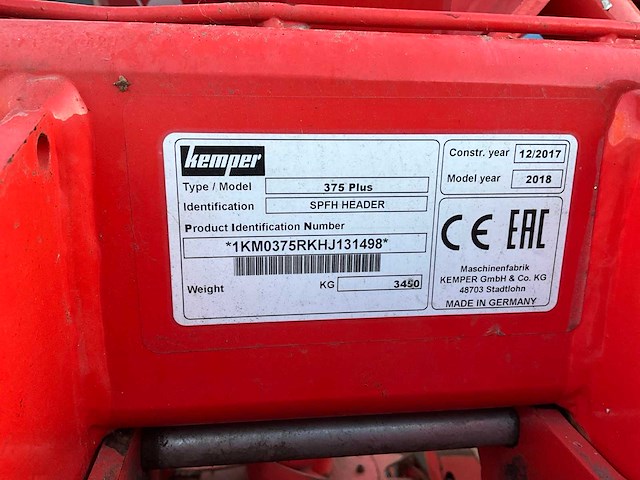 kemper
Type / Model 375 Plus
Identification SPFH HEADER
Product Identification Number
*1KM0375RKHJ131498*
Weight KG 3450
Constr. year 12/2017
Model year 2018
CE EAC
Maschinenfabrik
KEMPER GmbH & Co. KG
48703 Stadtlohn
MADE IN GERMANY